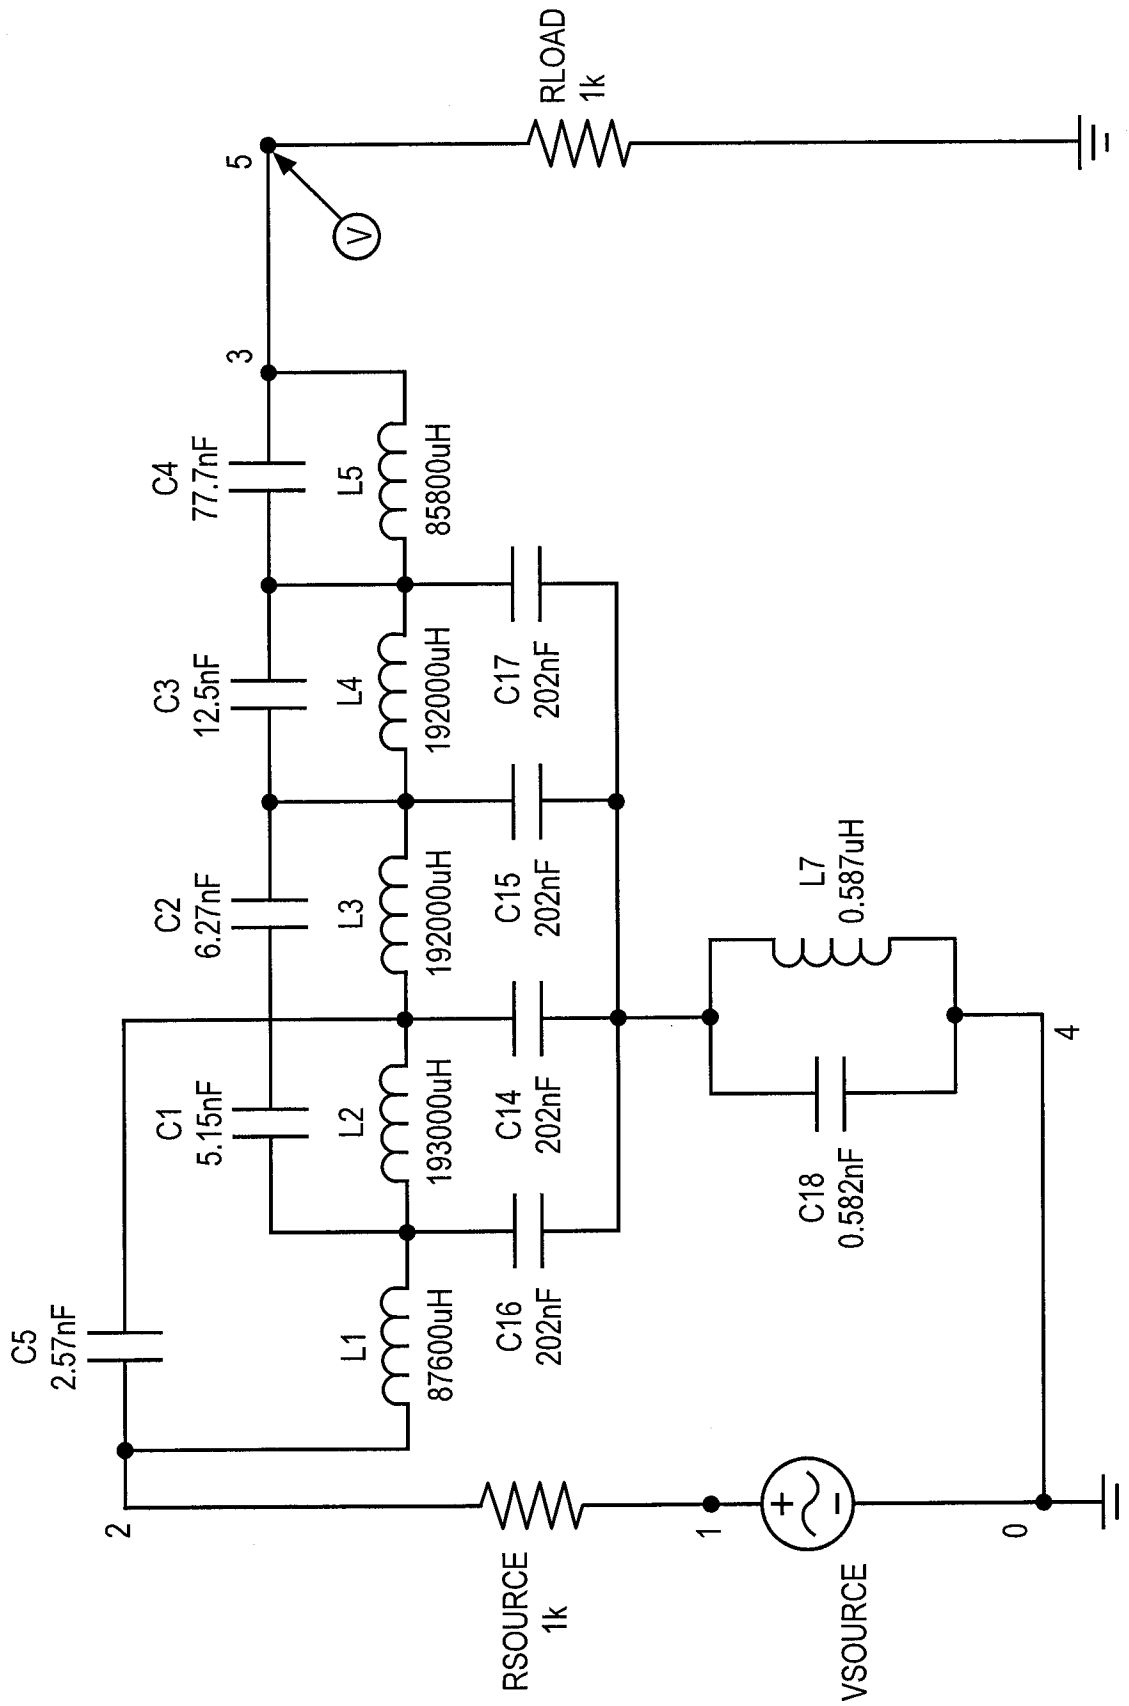 C5
2.57nF
C1
5.15nF
C2
6.27nF
C3
12.5nF
C4
77.7nF
3
5
V
2
L1
87600uH
L2
193000uH
L3
192000uH
L4
192000uH
L5
85800uH
RLOAD
1k
RSOURCE
1k
C16
202nF
C14
202nF
C15
202nF
C17
202nF
1
+
-
VSOURCE
C18
0.582nF
L7
0.587uH
0
4